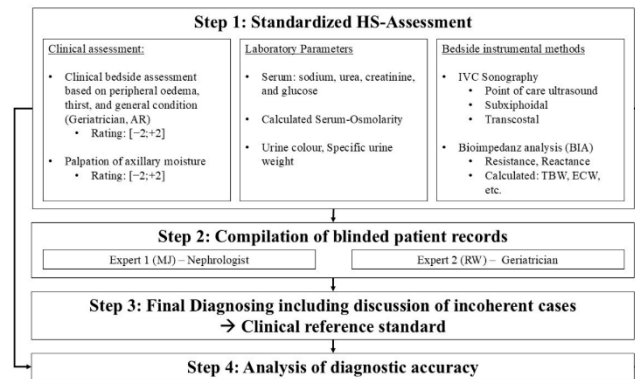 Step 1: Standardized HS-Assessment
Clinical assessment:
• Clinical bedside assessment
based on peripheral oedema,
thirst, and general condition
(Geriatrician, AR)
• Rating: [−2;+2]
• Palpation of axillary moisture
• Rating: [−2;+2]
Laboratory Parameters
• Serum: sodium, urea, creatinine,
and glucose
• Calculated Serum-Osmolarity
• Urine colour, Specific urine
weight
Bedside instrumental methods
• IVC Sonography
• Point of care ultrasound
• Subxiphoidal
• Transcostal
• Bioimpedanz analysis (BIA)
• Resistance, Reactance
• Calculated: TBW, ECW,
etc.
Step 2: Compilation of blinded patient records
Expert 1 (MJ) – Nephrologist
Expert 2 (RW) – Geriatrician
Step 3: Final Diagnosing including discussion of incoherent cases
→ Clinical reference standard
Step 4: Analysis of diagnostic accuracy